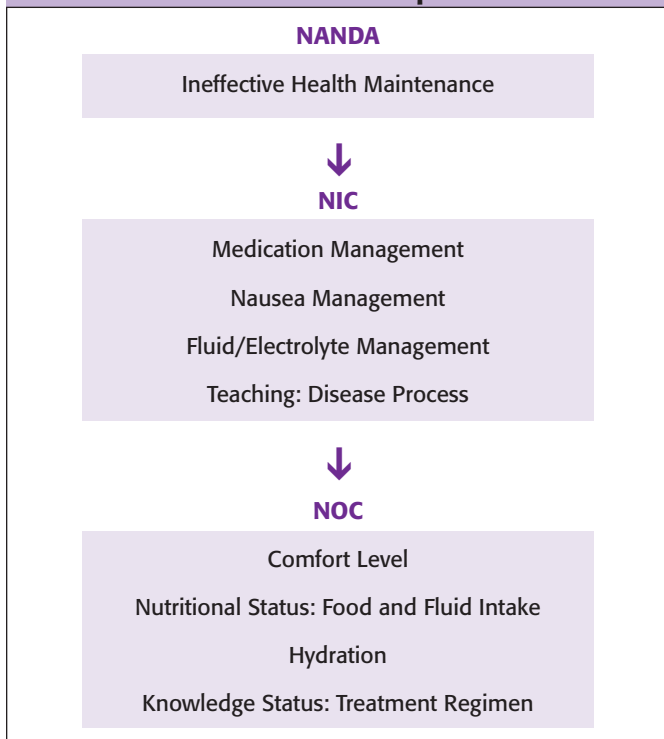 NANDA
Ineffective Health Maintenance
NIC
Medication Management
Nausea Management
Fluid/Electrolyte Management
Teaching: Disease Process
NOC
Comfort Level
Nutritional Status: Food and Fluid Intake
Hydration
Knowledge Status: Treatment Regimen